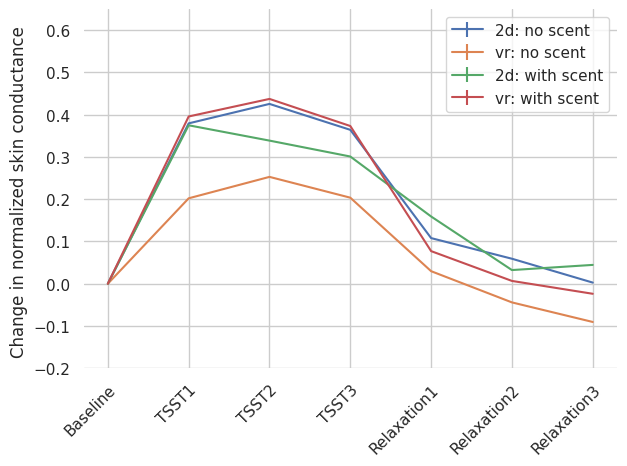 Change in normalized skin conductance
0.6
0.5
0.4
0.3
0.2
0.1
0.0
−0.1
−0.2
2d: no scent
vr: no scent
2d: with scent
vr: with scent
Baseline
TSST1
TSST2
TSST3
Relaxation1
Relaxation2
Relaxation3